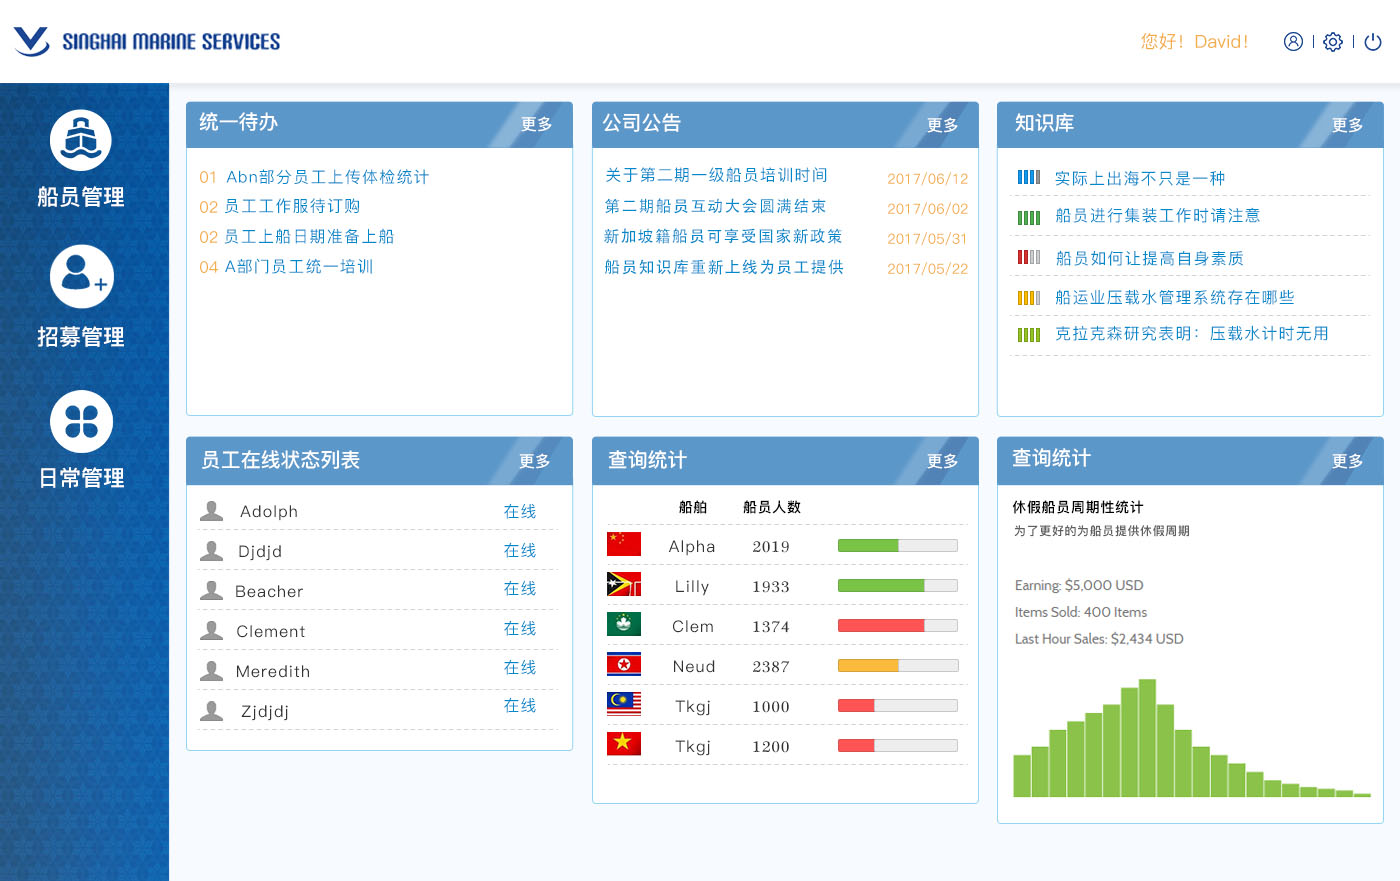 SINGHAI MARINE SERVICES
您好！David！
船员管理
招募管理
日常管理
统一待办 更多
01 Abn部分员工上传体检统计
02 员工工作服待订购
02 员工上船日期准备上船
04 A部门员工统一培训
公司公告 更多
关于第二期一级船员培训时间 2017/06/12
第二期船员互动大会圆满结束 2017/06/02
新加坡籍船员可享受国家新政策 2017/05/31
船员知识库重新上线为员工提供 2017/05/22
知识库 更多
实际上出海不只是一种
船员进行集装工作时请注意
船员如何让提高自身素质
船运业压载水管理系统存在哪些
克拉克森研究表明：压载水计时无用
员工在线状态列表 更多
Adolph 在线
Djdjd 在线
Beacher 在线
Clement 在线
Meredith 在线
Zjdjdj 在线
查询统计 更多
船舶 船员人数
Alpha 2019
Lilly 1933
Clem 1374
Neud 2387
Tkgj 1000
Tkgj 1200
查询统计 更多
休假船员周期性统计
为了更好的为船员提供休假周期
Earning: $5,000 USD
Items Sold: 400 Items
Last Hour Sales: $2,434 USD